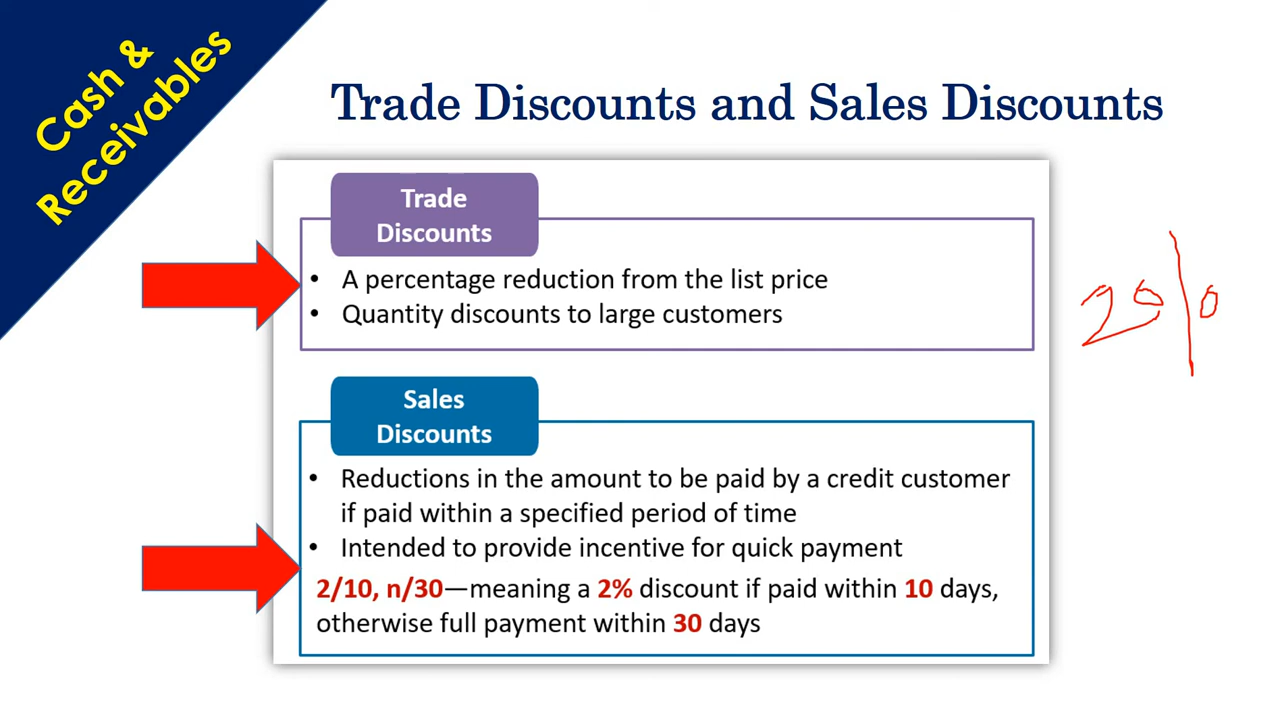 Cash &
Receivables
Trade Discounts and Sales Discounts
Trade
Discounts
• A percentage reduction from the list price
• Quantity discounts to large customers
20%
Sales
Discounts
• Reductions in the amount to be paid by a credit customer
if paid within a specified period of time
• Intended to provide incentive for quick payment
2/10, n/30—meaning a 2% discount if paid within 10 days,
otherwise full payment within 30 days